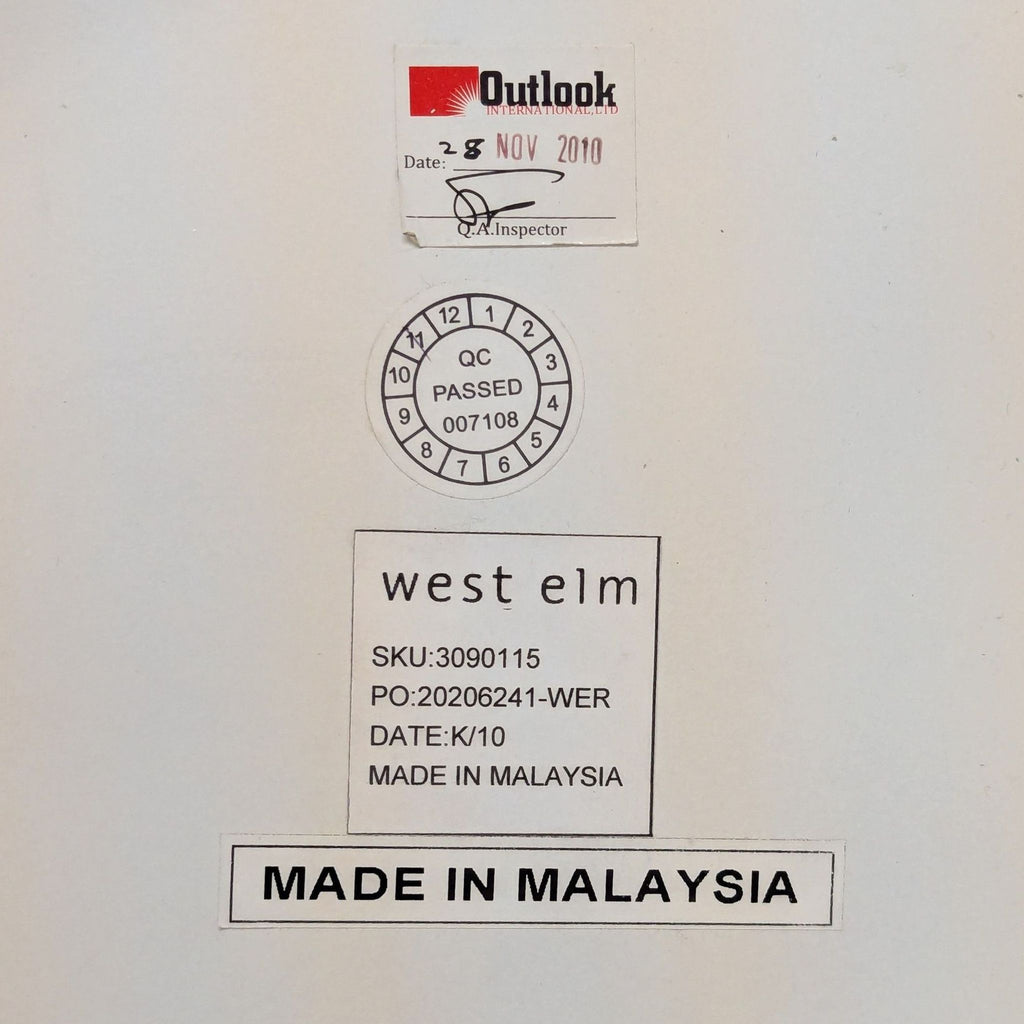 Outlook
INTERNATIONAL,LTD
Date: 28 NOV 2010
Q.A.Inspector
12 1 2 3 4 5 6 7 8 9 10 11
QC
PASSED
007108
west elm
SKU:3090115
PO:20206241-WER
DATE:K/10
MADE IN MALAYSIA
MADE IN MALAYSIA